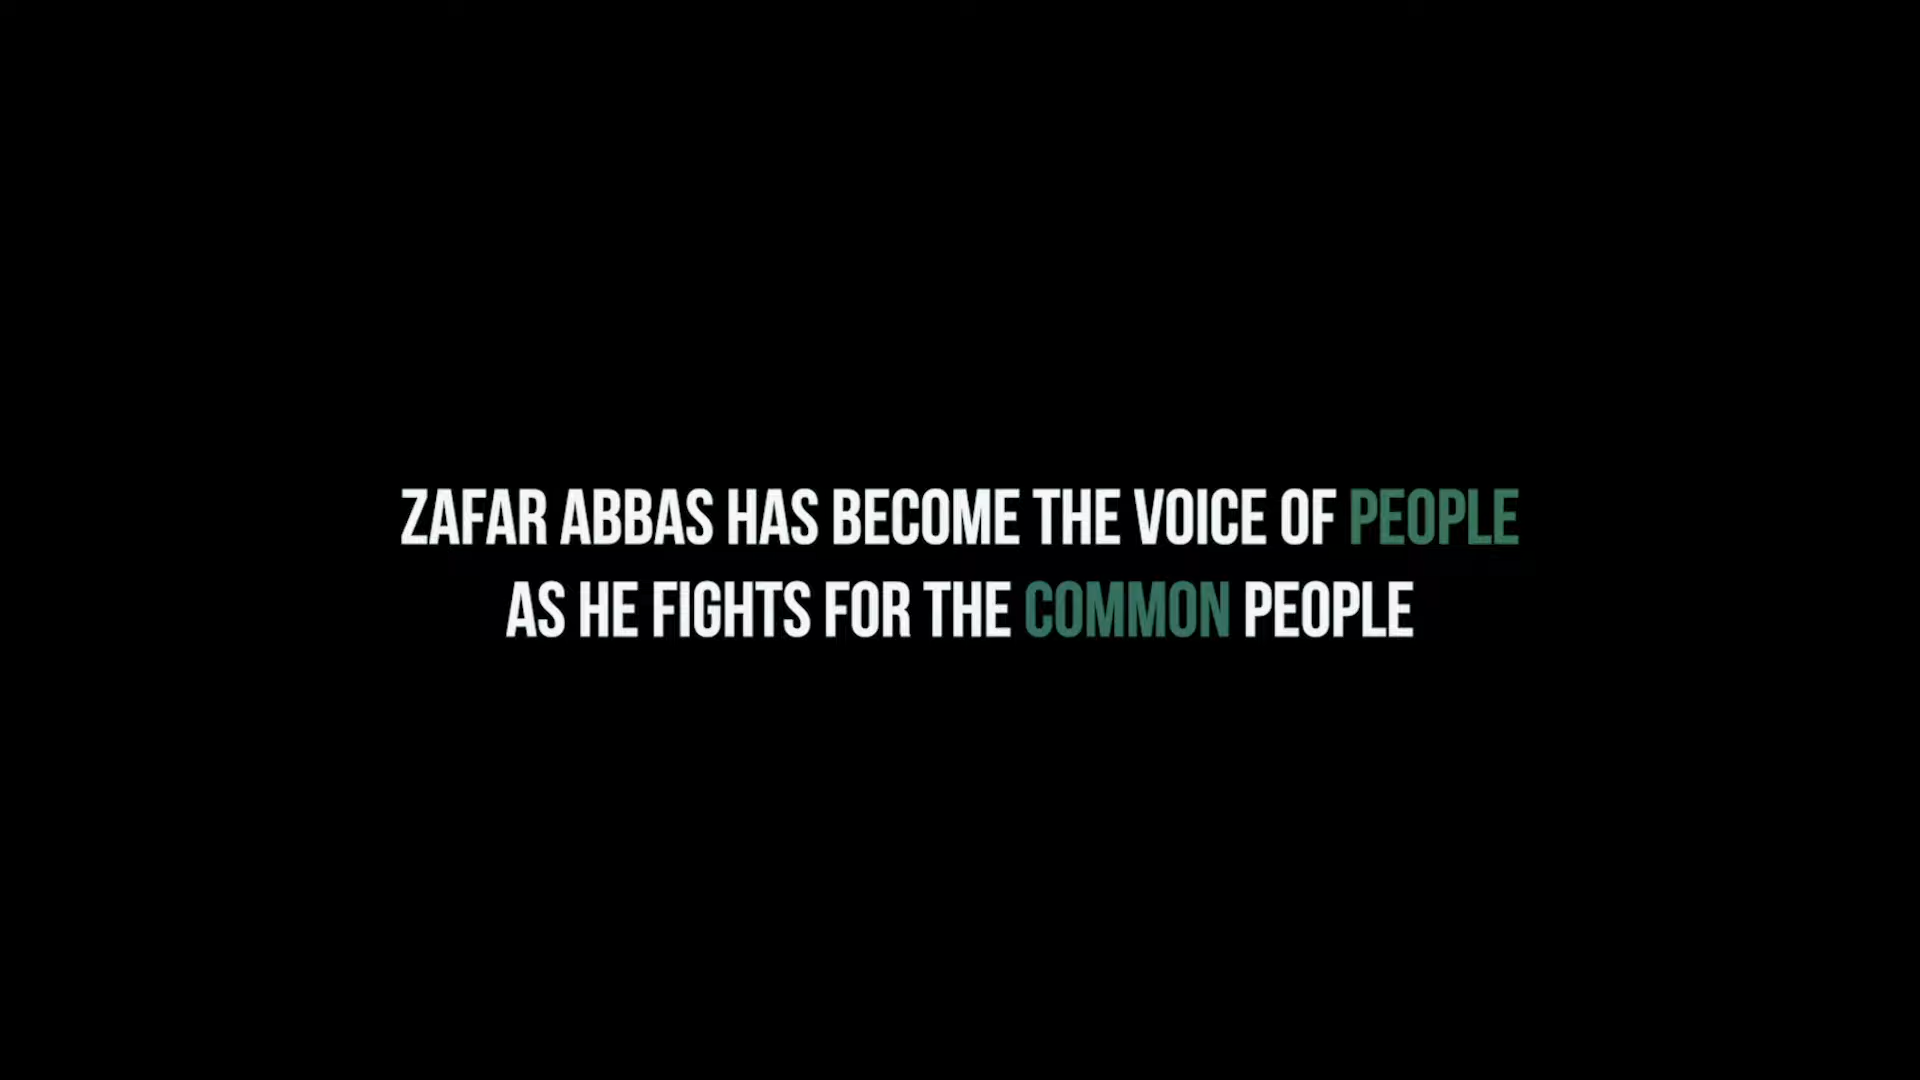 ZAFAR ABBAS HAS BECOME THE VOICE OF PEOPLE
AS HE FIGHTS FOR THE COMMON PEOPLE